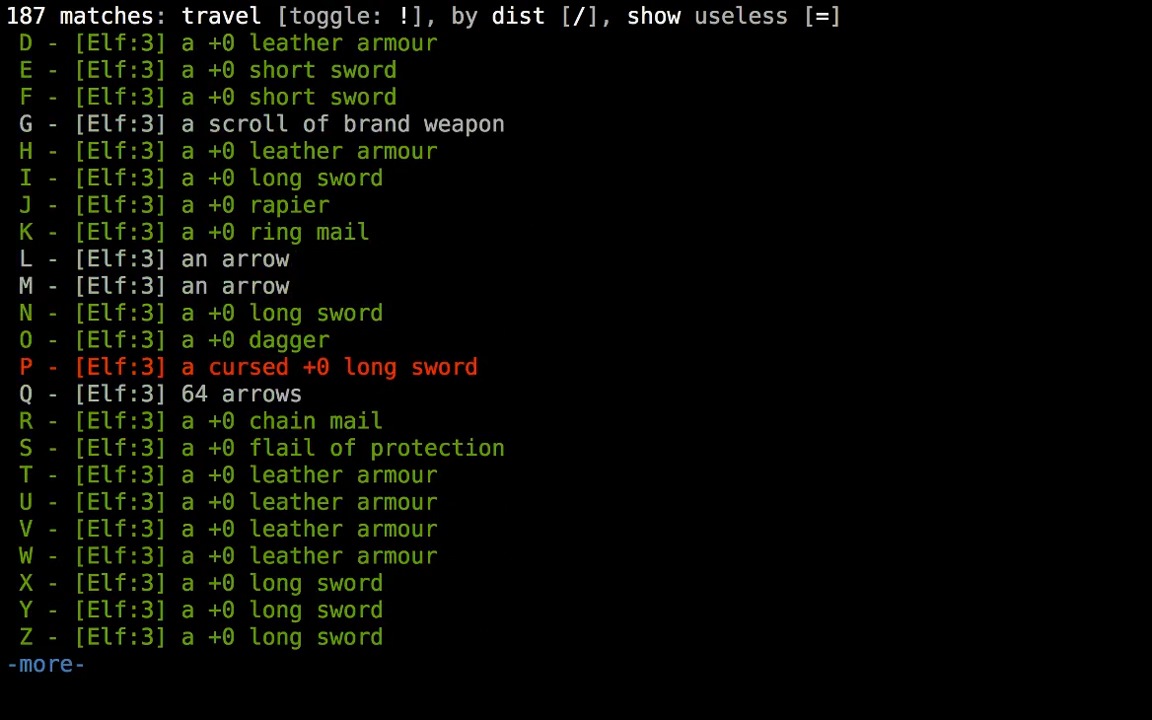 187 matches: travel [toggle: !], by dist [/], show useless [=]
D - [Elf:3] a +0 leather armour
E - [Elf:3] a +0 short sword
F - [Elf:3] a +0 short sword
G - [Elf:3] a scroll of brand weapon
H - [Elf:3] a +0 leather armour
I - [Elf:3] a +0 long sword
J - [Elf:3] a +0 rapier
K - [Elf:3] a +0 ring mail
L - [Elf:3] an arrow
M - [Elf:3] an arrow
N - [Elf:3] a +0 long sword
O - [Elf:3] a +0 dagger
P - [Elf:3] a cursed +0 long sword
Q - [Elf:3] 64 arrows
R - [Elf:3] a +0 chain mail
S - [Elf:3] a +0 flail of protection
T - [Elf:3] a +0 leather armour
U - [Elf:3] a +0 leather armour
V - [Elf:3] a +0 leather armour
W - [Elf:3] a +0 leather armour
X - [Elf:3] a +0 long sword
Y - [Elf:3] a +0 long sword
Z - [Elf:3] a +0 long sword
-more-